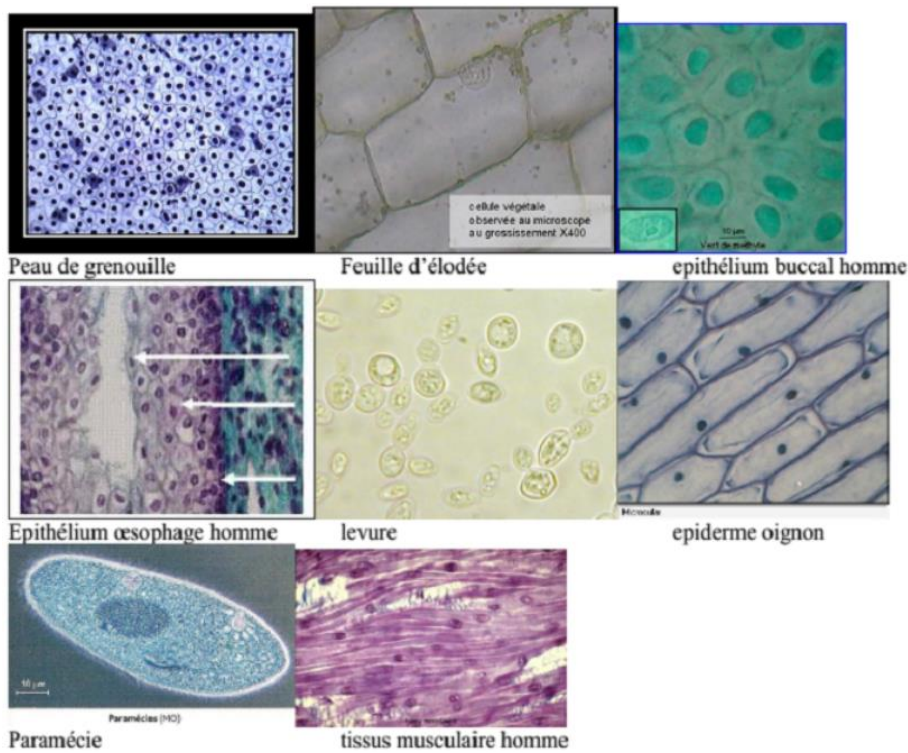 cellule végétale
observée au microscope
au grossissement X400
10 µm
Vert de méthyle
Peau de grenouille
Feuille d'élodée
epithélium buccal homme
Epithélium œsophage homme
levure
Microscular
epiderme oignon
10 µm
Paramécies (MO)
Paramécie
tissus musculaire homme